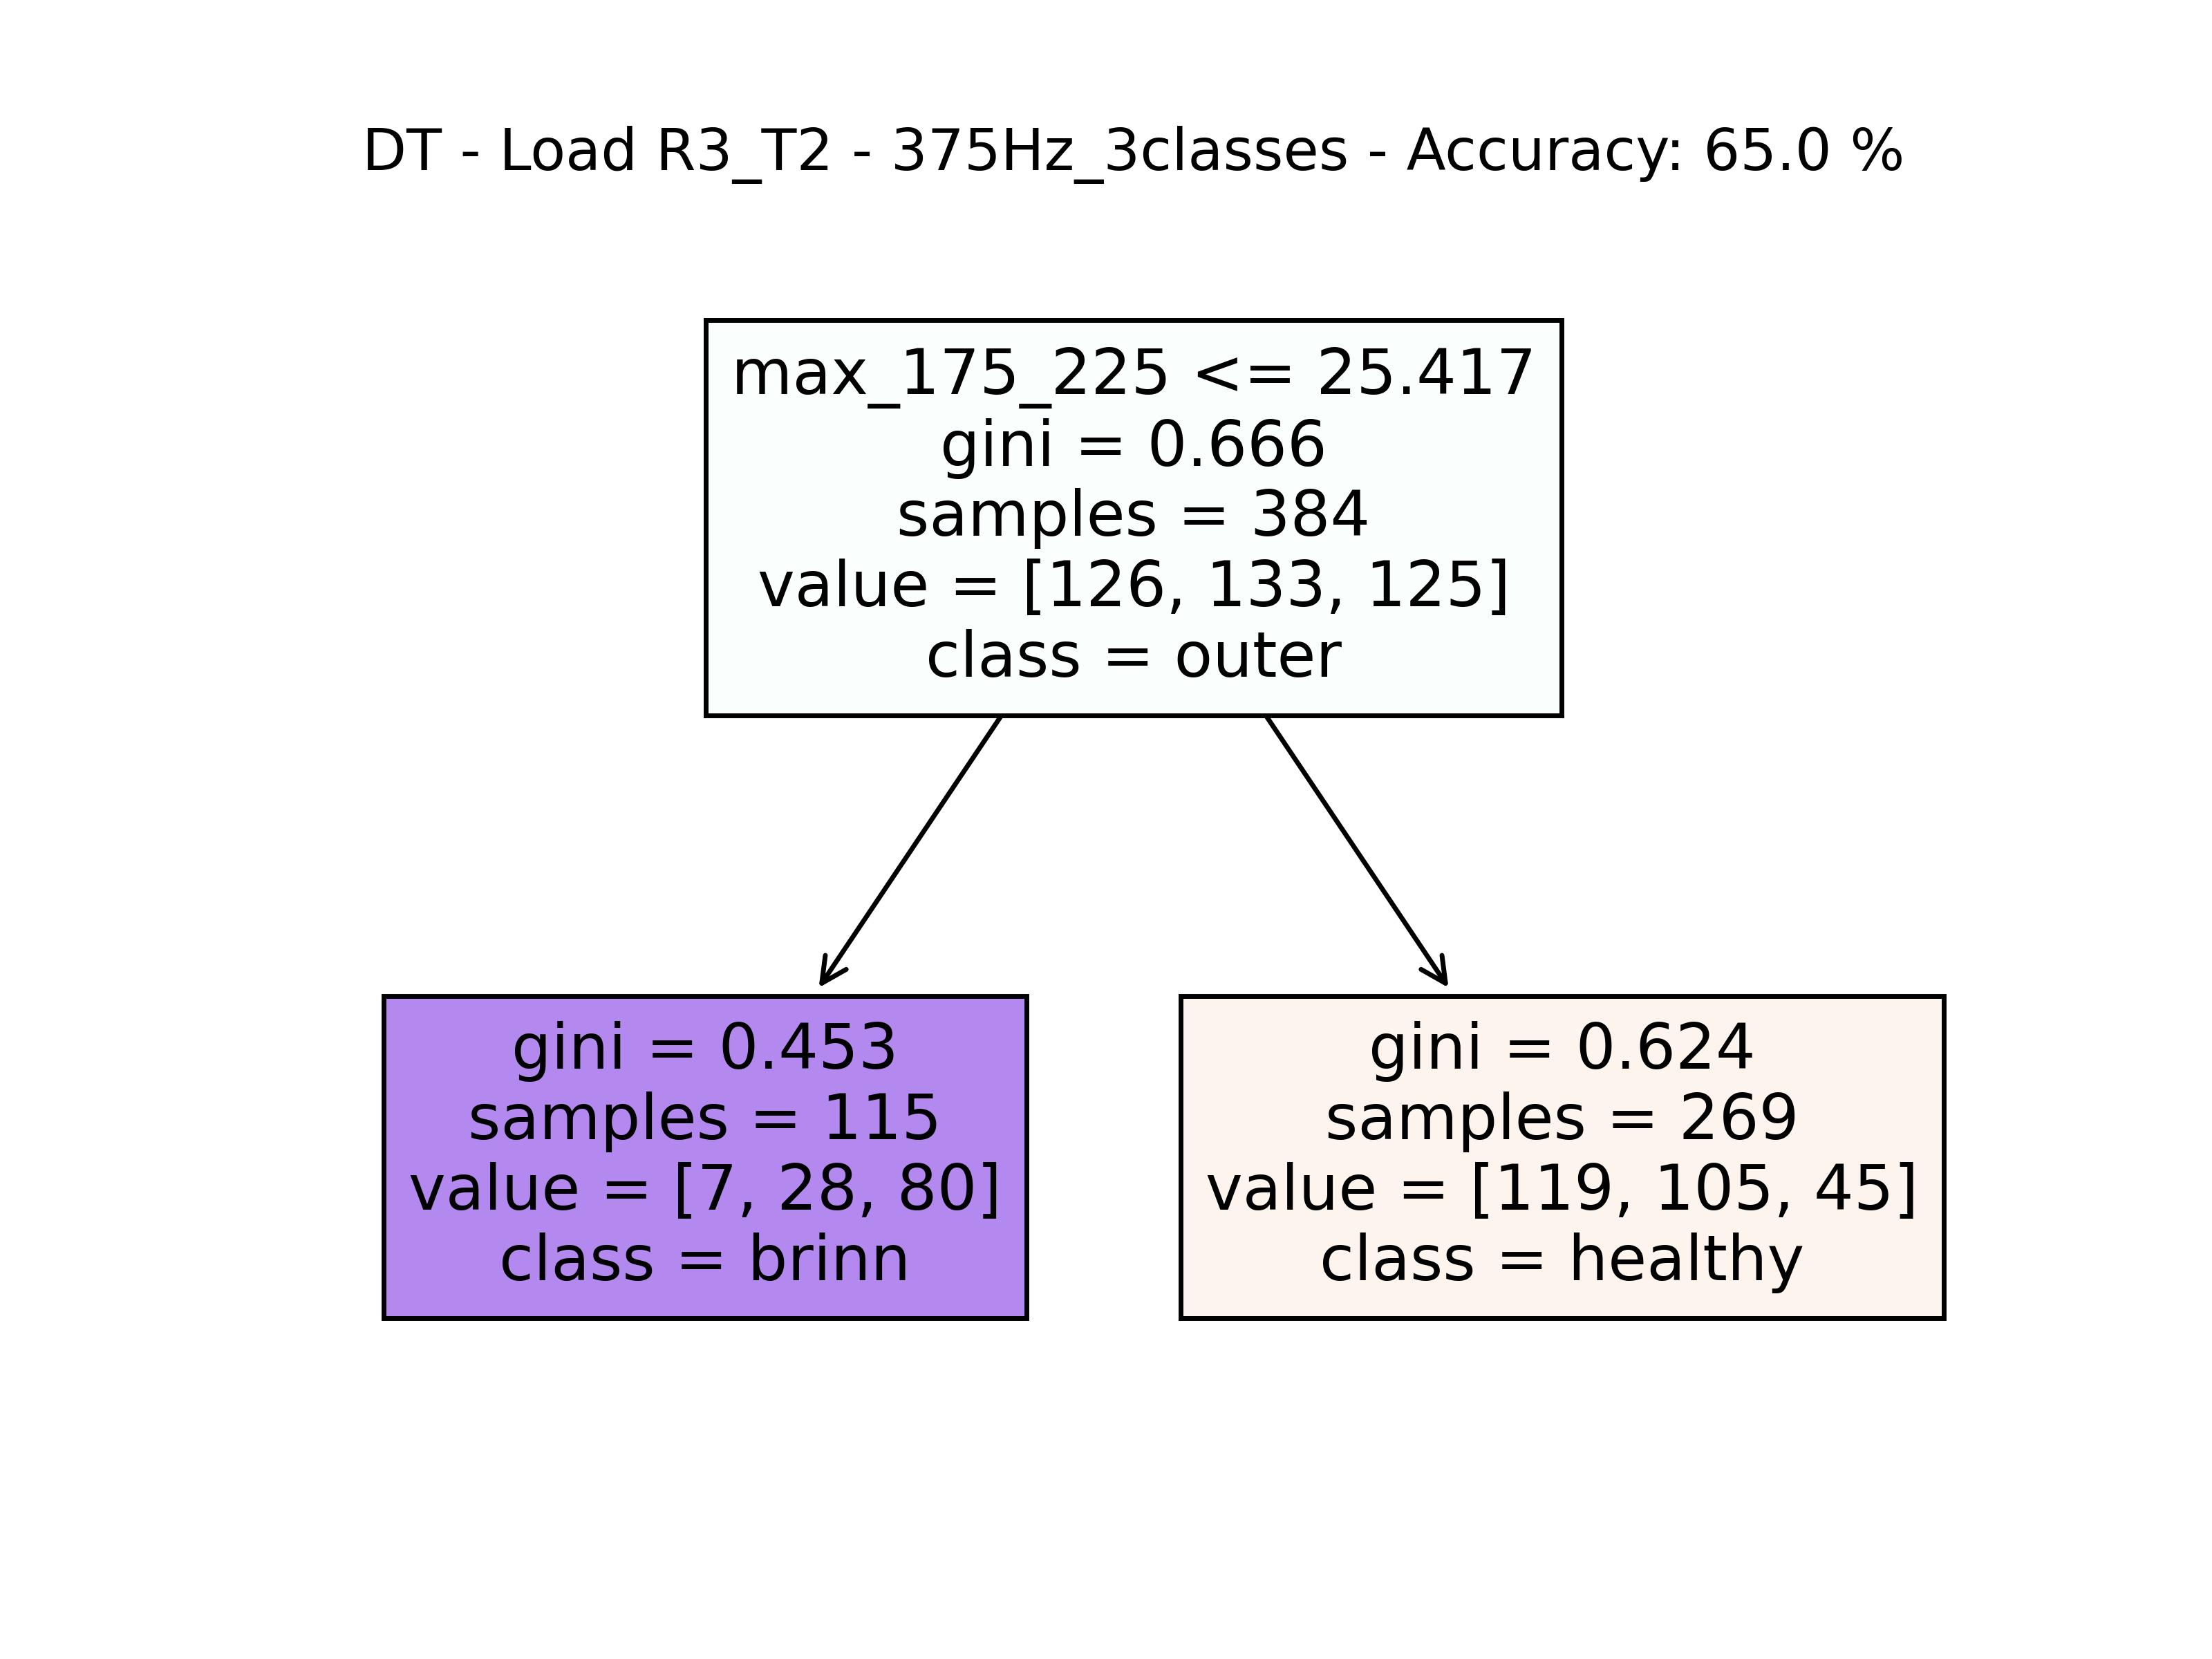 DT - Load R3_T2 - 375Hz_3classes - Accuracy: 65.0 %
max_175_225 <= 25.417
gini = 0.666
samples = 384
value = [126, 133, 125]
class = outer
gini = 0.453
samples = 115
value = [7, 28, 80]
class = brinn
gini = 0.624
samples = 269
value = [119, 105, 45]
class = healthy